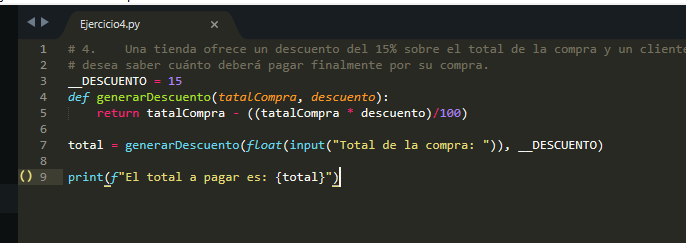 Ejercicio4.py ×
1 # 4. Una tienda ofrece un descuento del 15% sobre el total de la compra y un cliente
2 # desea saber cuánto deberá pagar finalmente por su compra.
3 __DESCUENTO = 15
4 def generarDescuento(tatalCompra, descuento):
5 return tatalCompra - ((tatalCompra * descuento)/100)
6
7 total = generarDescuento(float(input("Total de la compra: ")), __DESCUENTO)
8
() 9 print(f"El total a pagar es: {total}")